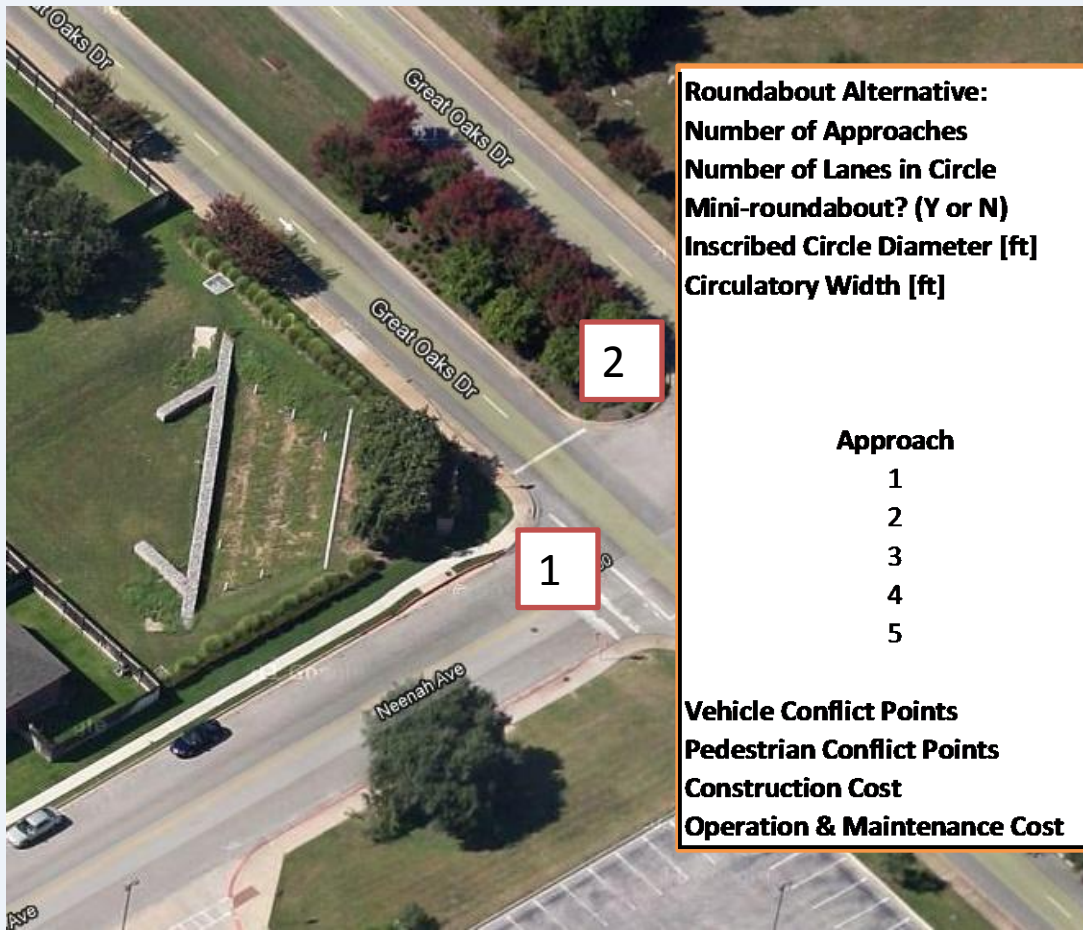 at Oaks Dr
Great Oaks Dr
Great Oaks Dr
2
1
Neenah Ave
Ave
Roundabout Alternative:
Number of Approaches
Number of Lanes in Circle
Mini-roundabout? (Y or N)
Inscribed Circle Diameter [ft]
Circulatory Width [ft]
Approach
1
2
3
4
5
Vehicle Conflict Points
Pedestrian Conflict Points
Construction Cost
Operation & Maintenance Cost